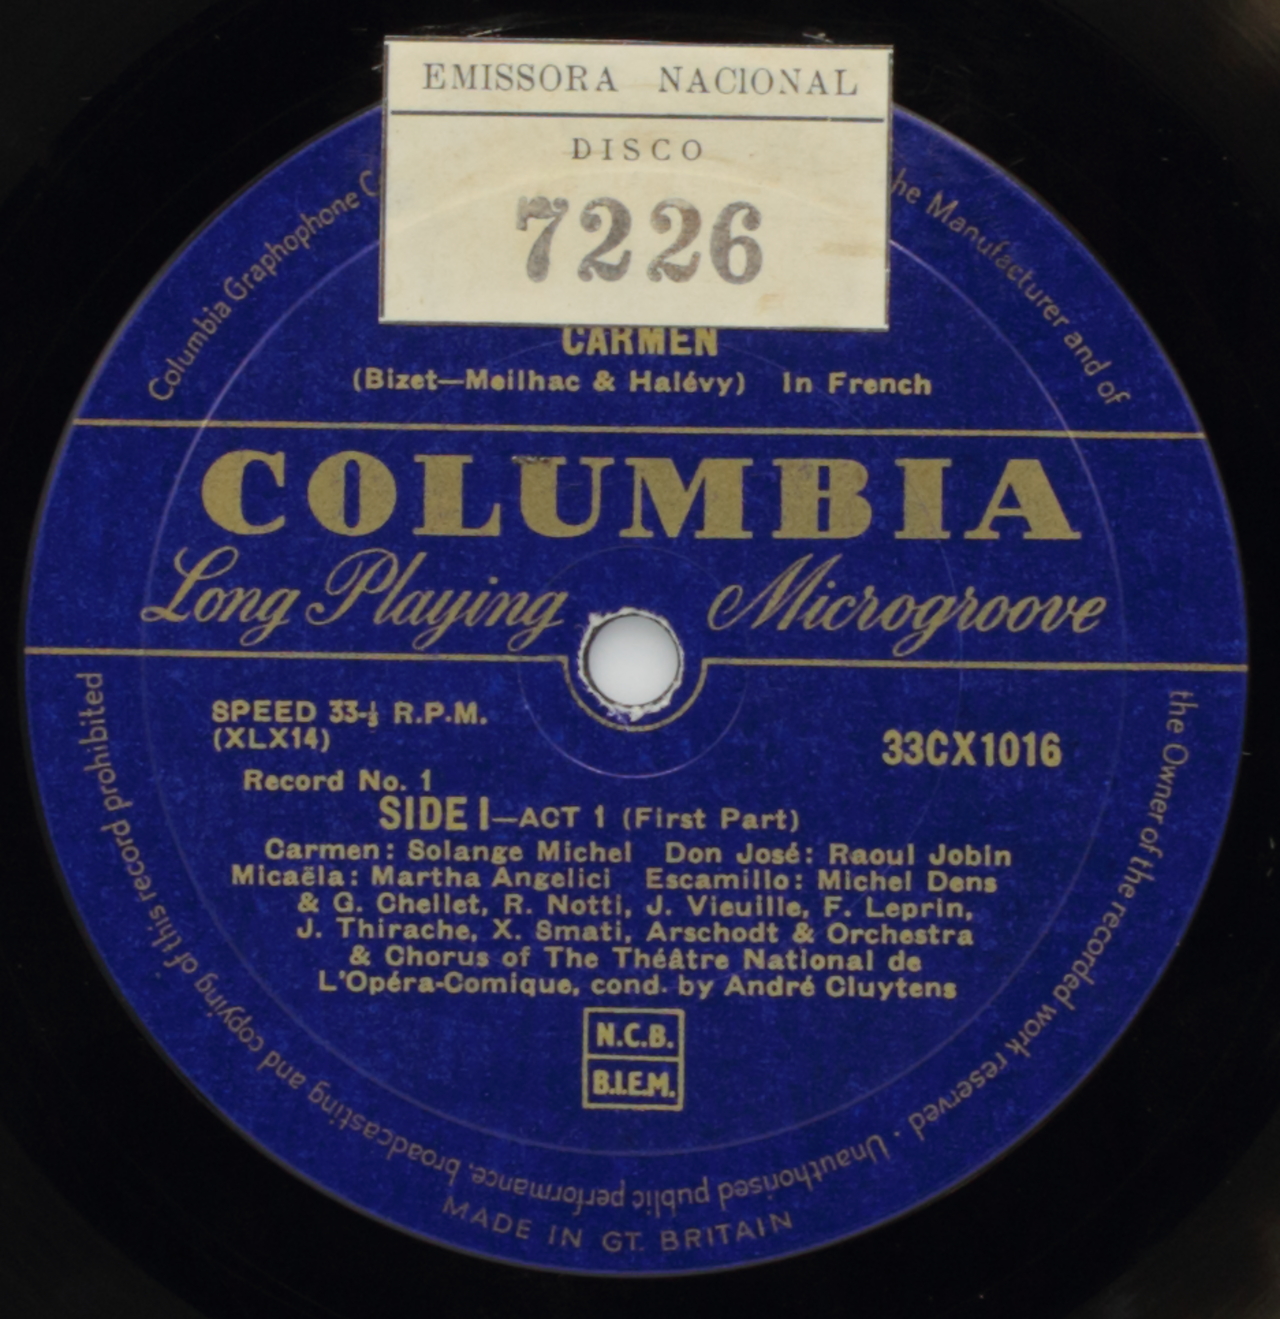 EMISSORA NACIONAL
DISCO
7226
Columbia Graphophone
he Manufacturer and of
the Owner of the recorded work reserved · Unauthorised public performance, broadcasting and copying of this record prohibited
CARMEN
(Bizet—Meilhac & Halévy) In French
COLUMBIA
Long Playing Microgroove
SPEED 33-⅓ R.P.M.
(XLX14)
33CX1016
Record No. 1
SIDE I—ACT 1 (First Part)
Carmen: Solange Michel Don José: Raoul Jobin
Micaëla: Martha Angelici Escamillo: Michel Dens
& G. Chellet, R. Notti, J. Vieuille, F. Leprin,
J. Thirache, X. Smati, Arschodt & Orchestra
& Chorus of The Théâtre National de
L'Opéra-Comique, cond. by André Cluytens
N.C.B.
B.I.E.M.
MADE IN GT. BRITAIN